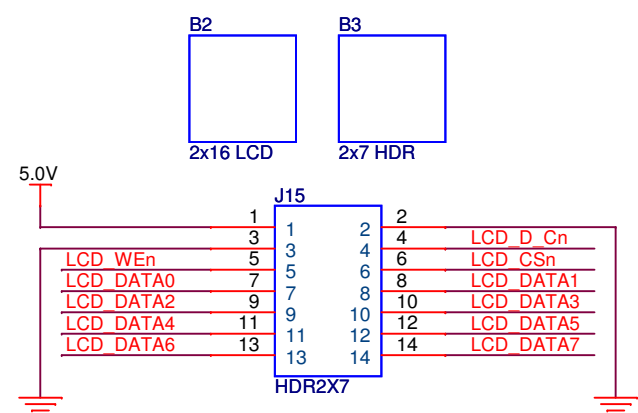 B2 B3
2x16 LCD 2x7 HDR
5.0V
J15
1 1 2 2
3 3 4 4 LCD_D_Cn
LCD_WEn 5 5 6 6 LCD_CSn
LCD_DATA0 7 7 8 8 LCD_DATA1
LCD_DATA2 9 9 10 10 LCD_DATA3
LCD_DATA4 11 11 12 12 LCD_DATA5
LCD_DATA6 13 13 14 14 LCD_DATA7
HDR2X7